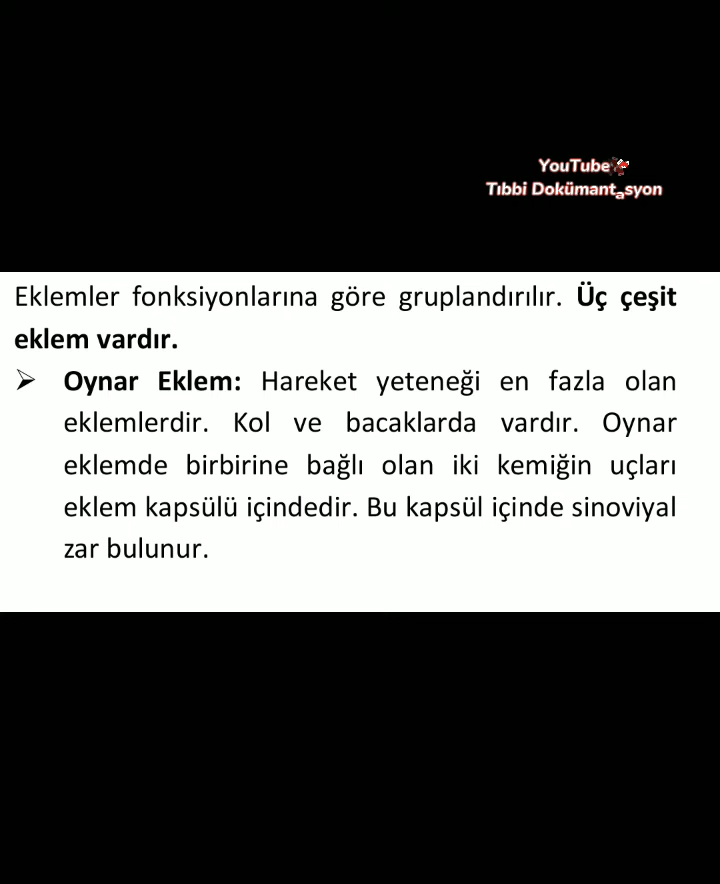 YouTube
Tıbbi Dokümantasyon
Eklemler fonksiyonlarına göre gruplandırılır. Üç çeşit
eklem vardır.
➢ Oynar Eklem: Hareket yeteneği en fazla olan
eklemlerdir. Kol ve bacaklarda vardır. Oynar
eklemde birbirine bağlı olan iki kemiğin uçları
eklem kapsülü içindedir. Bu kapsül içinde sinoviyal
zar bulunur.